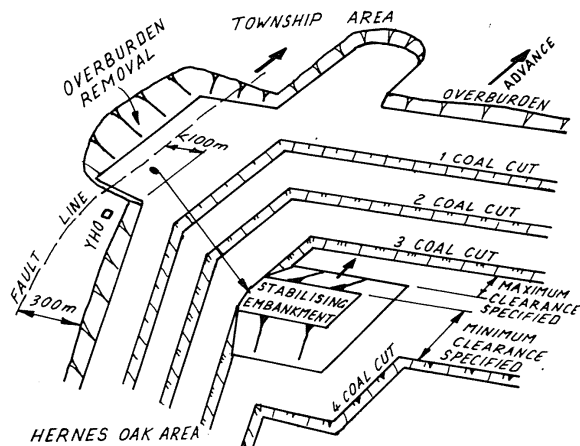 TOWNSHIP AREA
OVERBURDEN
REMOVAL
ADVANCE
OVERBURDEN
<100m
1 COAL CUT
2 COAL CUT
3 COAL CUT
FAULT LINE
YHO
300m
STABILISING
EMBANKMENT
MAXIMUM
CLEARANCE
SPECIFIED
MINIMUM
CLEARANCE
SPECIFIED
4 COAL CUT
HERNES OAK AREA